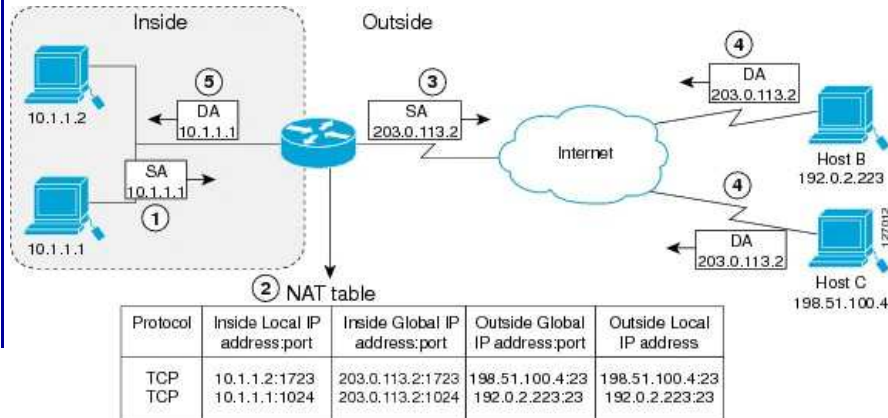 Inside
Outside
10.1.1.2
10.1.1.1
5
DA
10.1.1.1
SA
10.1.1.1
1
3
SA
203.0.113.2
Internet
4
DA
203.0.113.2
Host B
192.0.2.223
4
DA
203.0.113.2
Host C
198.51.100.4
127012
2 NAT table
Protocol
Inside Local IP
address:port
Inside Global IP
address:port
Outside Global
IP address:port
Outside Local
IP address
TCP 10.1.1.2:1723 203.0.113.2:1723 198.51.100.4:23 198.51.100.4:23
TCP 10.1.1.1:1024 203.0.113.2:1024 192.0.2.223:23 192.0.2.223:23